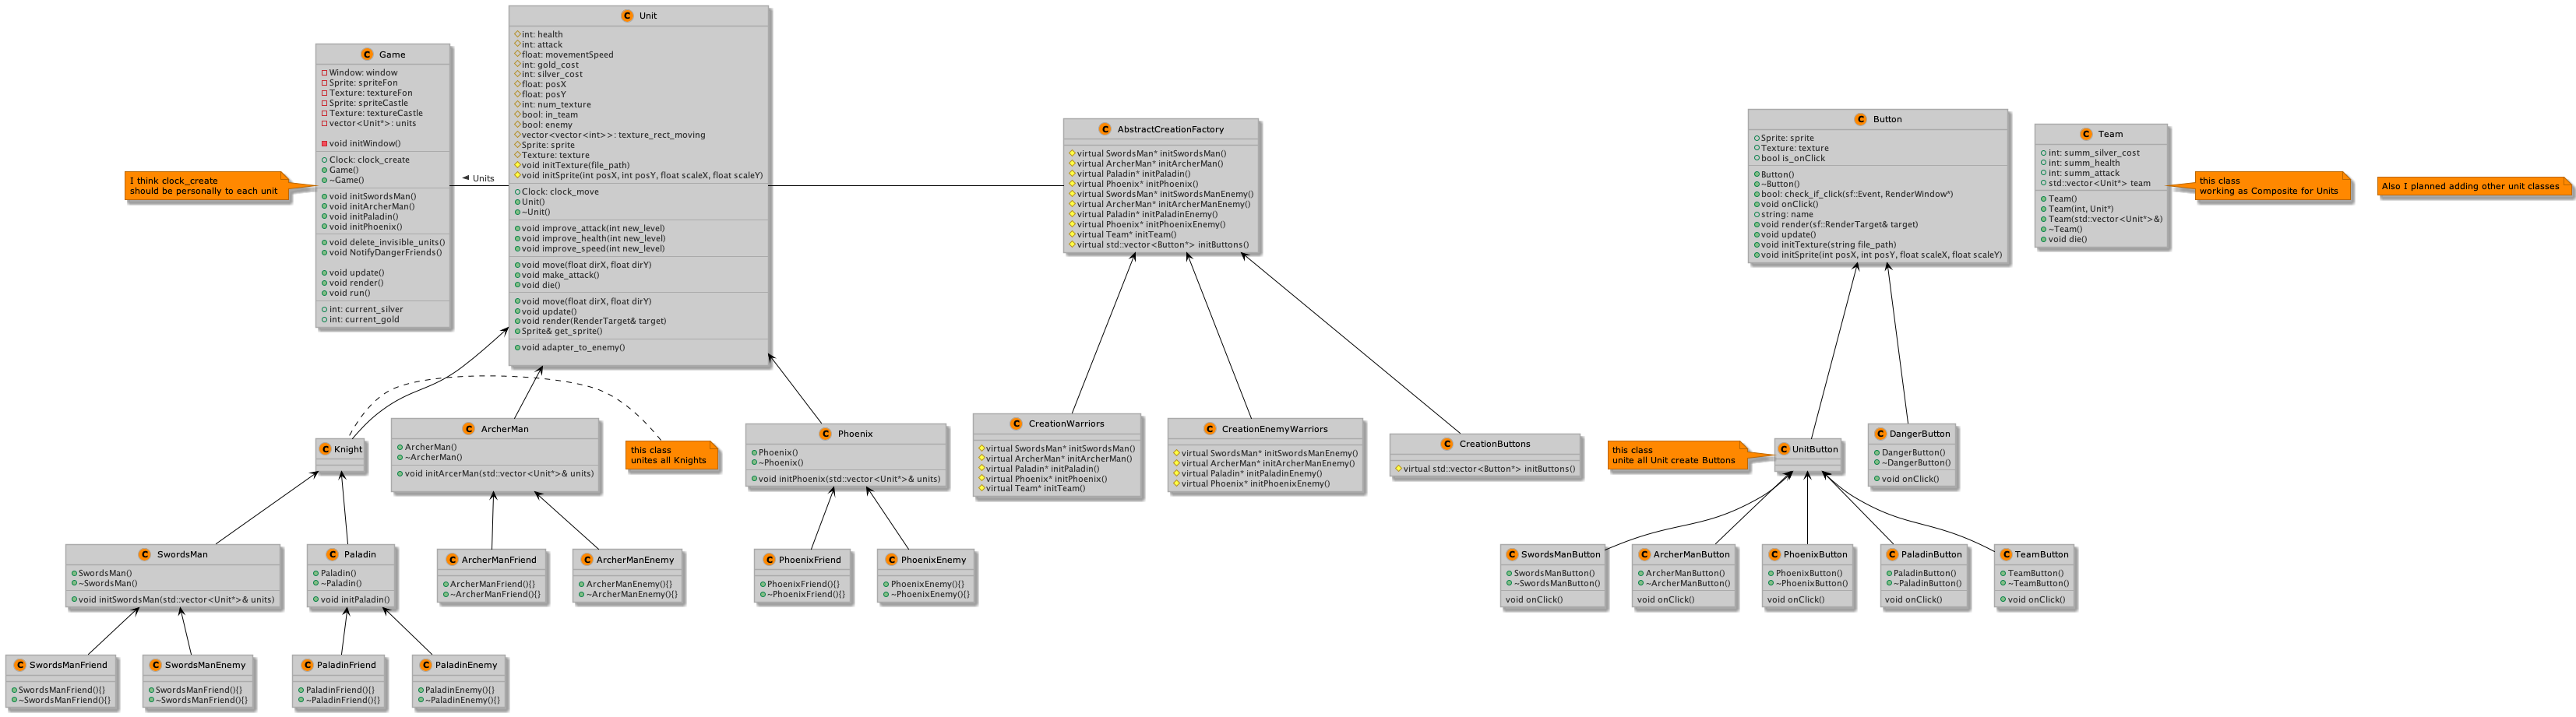 I think clock_create
should be personally to each unit
C Game
Window: window
Sprite: spriteFon
Texture: textureFon
Sprite: spriteCastle
Texture: textureCastle
vector<Unit*>: units
void initWindow()
Clock: clock_create
Game()
~Game()
void initSwordsMan()
void initArcherMan()
void initPaladin()
void initPhoenix()
void delete_invisible_units()
void NotifyDangerFriends()
void update()
void render()
void run()
int: current_silver
int: current_gold
◄ Units
C Unit
int: health
int: attack
float: movementSpeed
int: gold_cost
int: silver_cost
float: posX
float: posY
int: num_texture
bool: in_team
bool: enemy
vector<vector<int>>: texture_rect_moving
Sprite: sprite
Texture: texture
void initTexture(file_path)
void initSprite(int posX, int posY, float scaleX, float scaleY)
Clock: clock_move
Unit()
~Unit()
void improve_attack(int new_level)
void improve_health(int new_level)
void improve_speed(int new_level)
void move(float dirX, float dirY)
void make_attack()
void die()
void move(float dirX, float dirY)
void update()
void render(RenderTarget& target)
Sprite& get_sprite()
void adapter_to_enemy()
C AbstractCreationFactory
virtual SwordsMan* initSwordsMan()
virtual ArcherMan* initArcherMan()
virtual Paladin* initPaladin()
virtual Phoenix* initPhoenix()
virtual SwordsMan* initSwordsManEnemy()
virtual ArcherMan* initArcherManEnemy()
virtual Paladin* initPaladinEnemy()
virtual Phoenix* initPhoenixEnemy()
virtual Team* initTeam()
virtual std::vector<Button*> initButtons()
C Button
Sprite: sprite
Texture: texture
bool is_onClick
Button()
~Button()
bool: check_if_click(sf::Event, RenderWindow*)
void onClick()
string: name
void render(sf::RenderTarget& target)
void update()
void initTexture(string file_path)
void initSprite(int posX, int posY, float scaleX, float scaleY)
C Team
int: summ_silver_cost
int: summ_health
int: summ_attack
std::vector<Unit*> team
Team()
Team(int, Unit*)
Team(std::vector<Unit*>&)
~Team()
void die()
this class
working as Composite for Units
Also I planned adding other unit classes
C Knight
C ArcherMan
ArcherMan()
~ArcherMan()
void initArcerMan(std::vector<Unit*>& units)
this class
unites all Knights
C Phoenix
Phoenix()
~Phoenix()
void initPhoenix(std::vector<Unit*>& units)
C CreationWarriors
virtual SwordsMan* initSwordsMan()
virtual ArcherMan* initArcherMan()
virtual Paladin* initPaladin()
virtual Phoenix* initPhoenix()
virtual Team* initTeam()
C CreationEnemyWarriors
virtual SwordsMan* initSwordsManEnemy()
virtual ArcherMan* initArcherManEnemy()
virtual Paladin* initPaladinEnemy()
virtual Phoenix* initPhoenixEnemy()
C CreationButtons
virtual std::vector<Button*> initButtons()
this class
unite all Unit create Buttons
C UnitButton
C DangerButton
DangerButton()
~DangerButton()
void onClick()
C SwordsMan
SwordsMan()
~SwordsMan()
void initSwordsMan(std::vector<Unit*>& units)
C Paladin
Paladin()
~Paladin()
void initPaladin()
C ArcherManFriend
ArcherManFriend(){}
~ArcherManFriend(){}
C ArcherManEnemy
ArcherManEnemy(){}
~ArcherManEnemy(){}
C PhoenixFriend
PhoenixFriend(){}
~PhoenixFriend(){}
C PhoenixEnemy
PhoenixEnemy(){}
~PhoenixEnemy(){}
C SwordsManButton
SwordsManButton()
~SwordsManButton()
void onClick()
C ArcherManButton
ArcherManButton()
~ArcherManButton()
void onClick()
C PhoenixButton
PhoenixButton()
~PhoenixButton()
void onClick()
C PaladinButton
PaladinButton()
~PaladinButton()
void onClick()
C TeamButton
TeamButton()
~TeamButton()
void onClick()
C SwordsManFriend
SwordsManFriend(){}
~SwordsManFriend(){}
C SwordsManEnemy
SwordsManFriend(){}
~SwordsManFriend(){}
C PaladinFriend
PaladinFriend(){}
~PaladinFriend(){}
C PaladinEnemy
PaladinEnemy(){}
~PaladinEnemy(){}